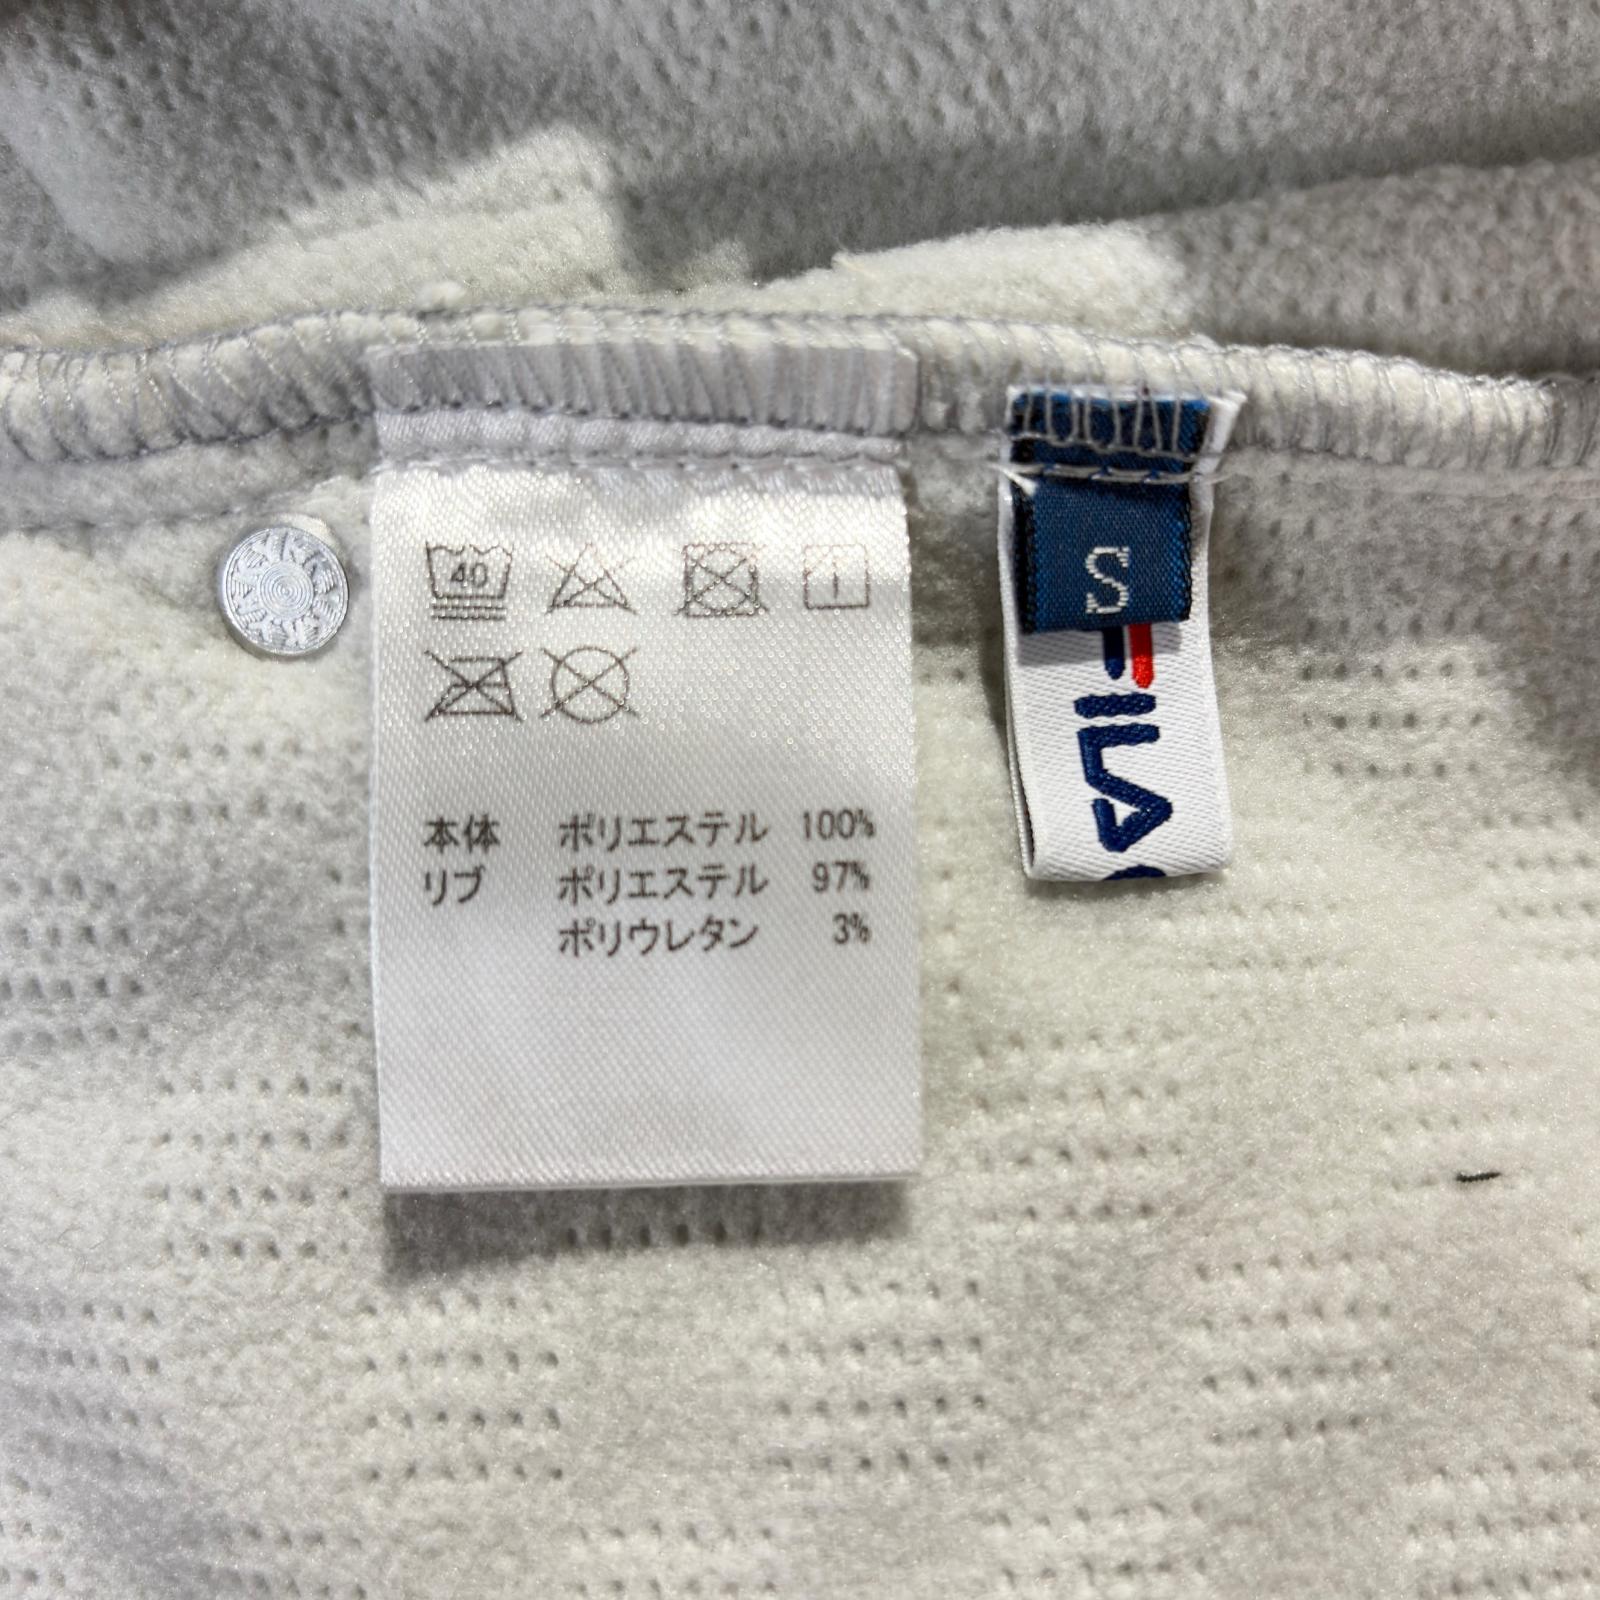 40
本体 ポリエステル 100%
リブ ポリエステル 97%
ポリウレタン 3%
S
FILA